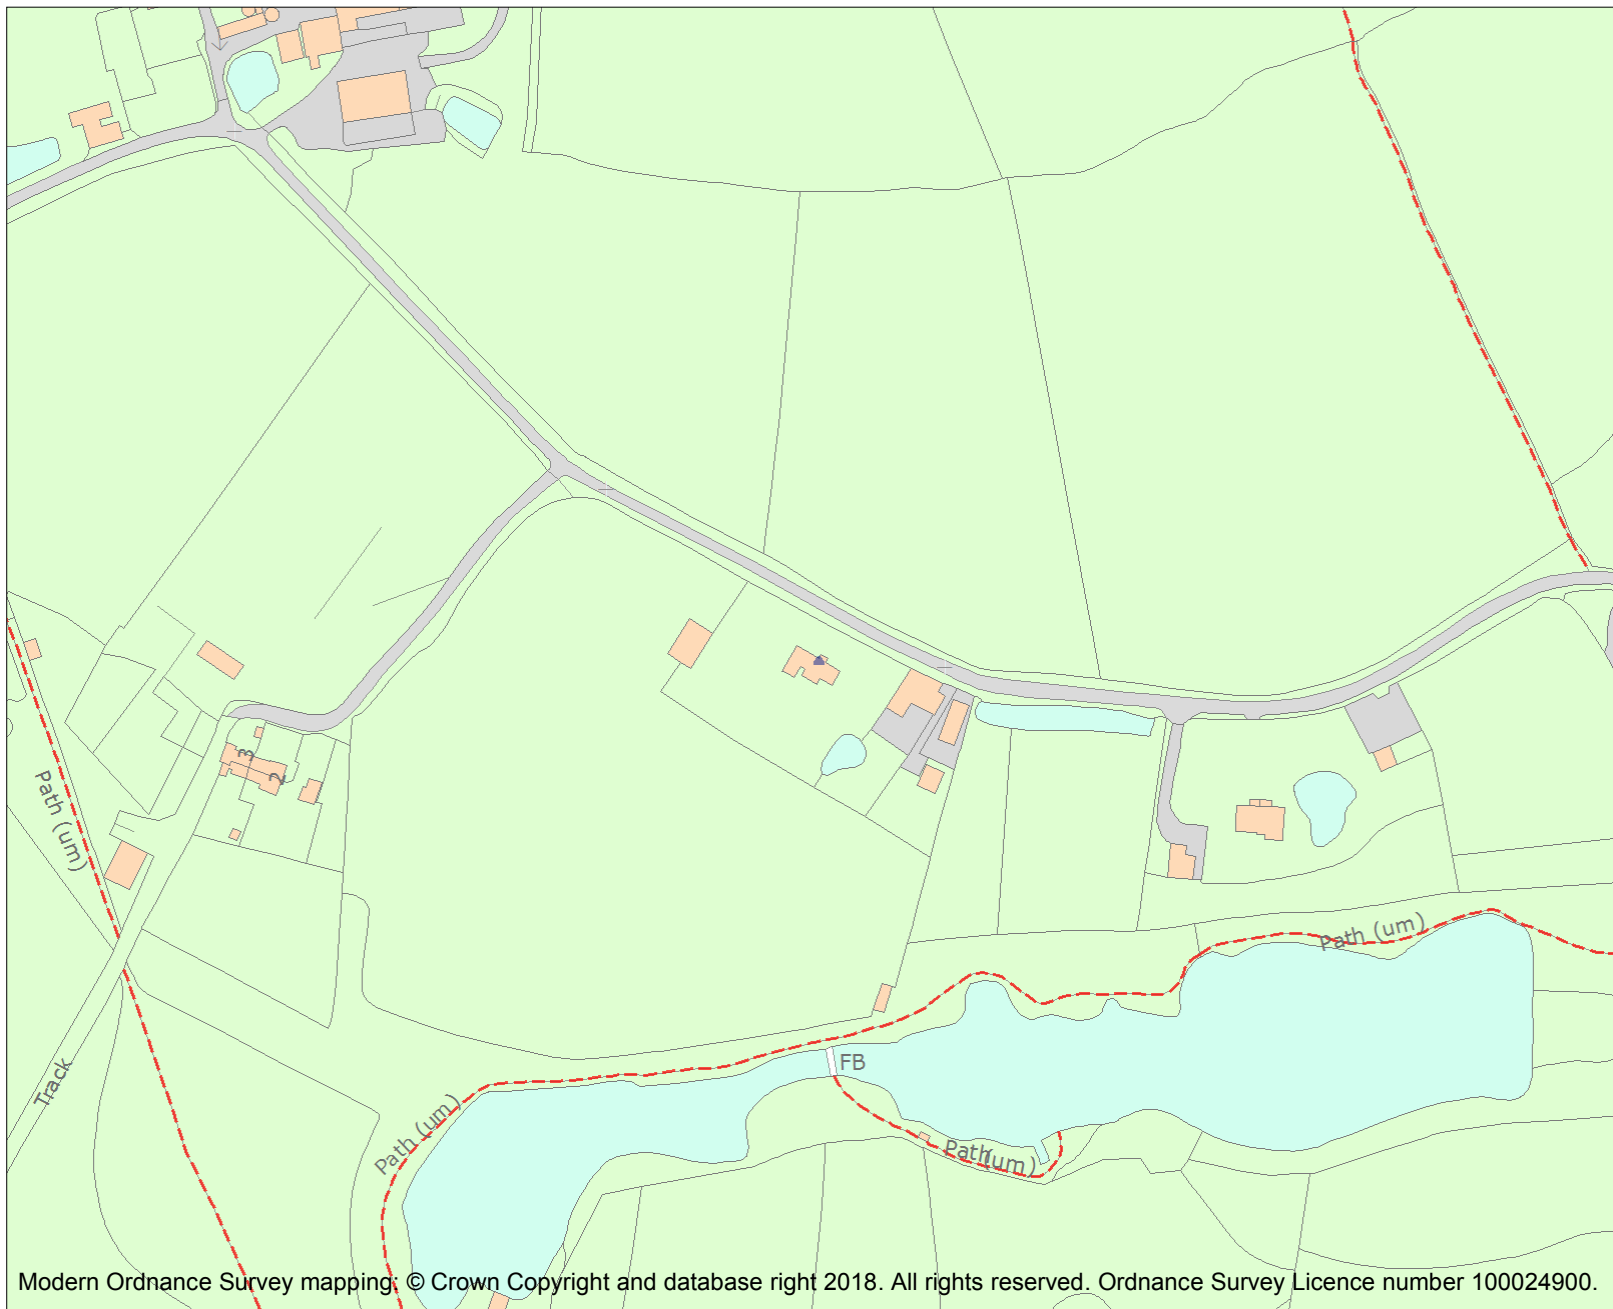 3
2
Path (um)
Path (um)
FB
Track
Path (um)
Path(um)
Modern Ordnance Survey mapping: © Crown Copyright and database right 2018. All rights reserved. Ordnance Survey Licence number 100024900.